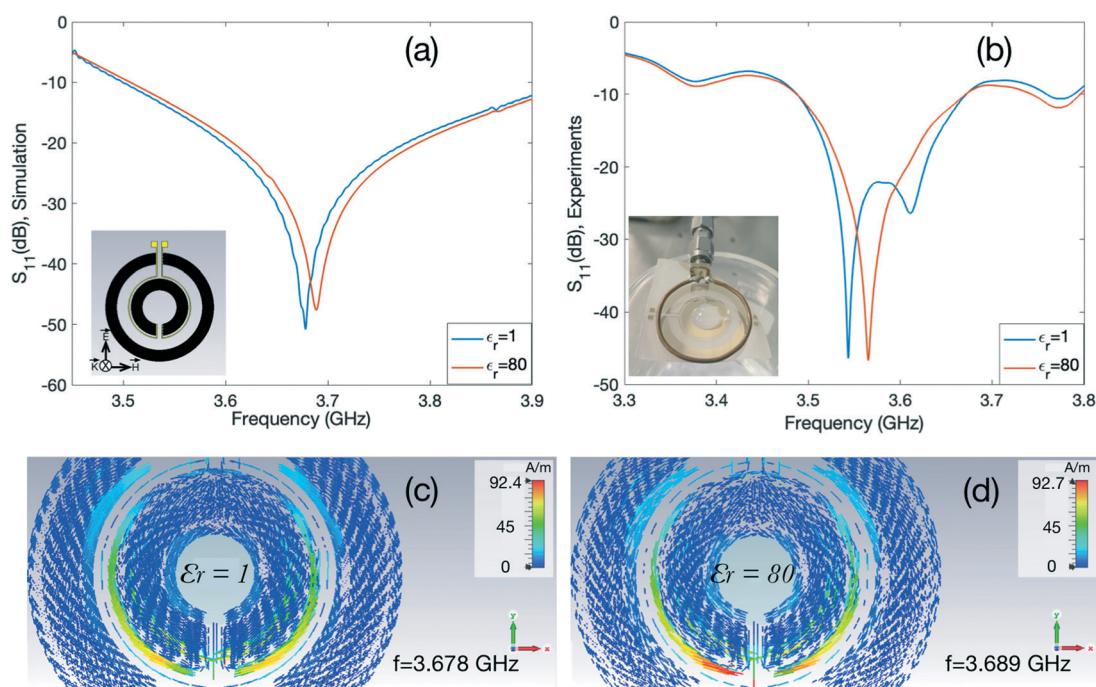 (a)
0
-10
-20
-30
-40
-50
-60
S11(dB), Simulation
E
K
H
εr=1
εr=80
3.5
3.6
3.7
3.8
3.9
Frequency (GHz)
(b)
0
-10
-20
-30
-40
-50
S11(dB), Experiments
εr=1
εr=80
3.3
3.4
3.5
3.6
3.7
3.8
Frequency (GHz)
(c)
A/m
92.4
45
0
εr = 1
y
x
f=3.678 GHz
(d)
A/m
92.7
45
0
εr = 80
y
x
f=3.689 GHz